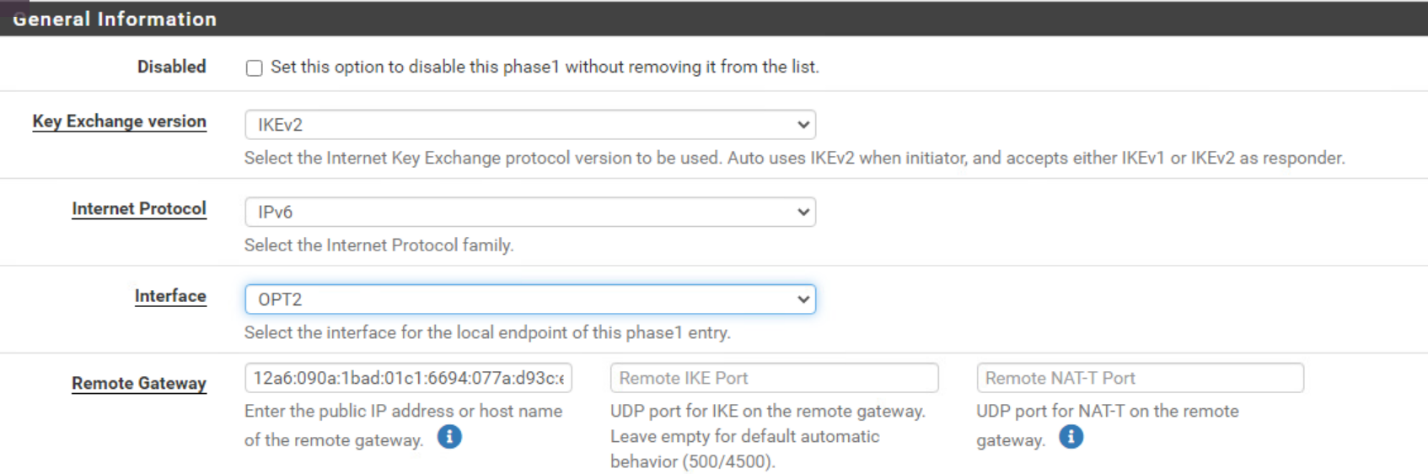 General Information
Disabled
Set this option to disable this phase1 without removing it from the list.
Key Exchange version
IKEv2
Select the Internet Key Exchange protocol version to be used. Auto uses IKEv2 when initiator, and accepts either IKEv1 or IKEv2 as responder.
Internet Protocol
IPv6
Select the Internet Protocol family.
Interface
OPT2
Select the interface for the local endpoint of this phase1 entry.
Remote Gateway
12a6:090a:1bad:01c1:6694:077a:d93c:
Enter the public IP address or host name
of the remote gateway.
Remote IKE Port
UDP port for IKE on the remote gateway.
Leave empty for default automatic
behavior (500/4500).
Remote NAT-T Port
UDP port for NAT-T on the remote
gateway.